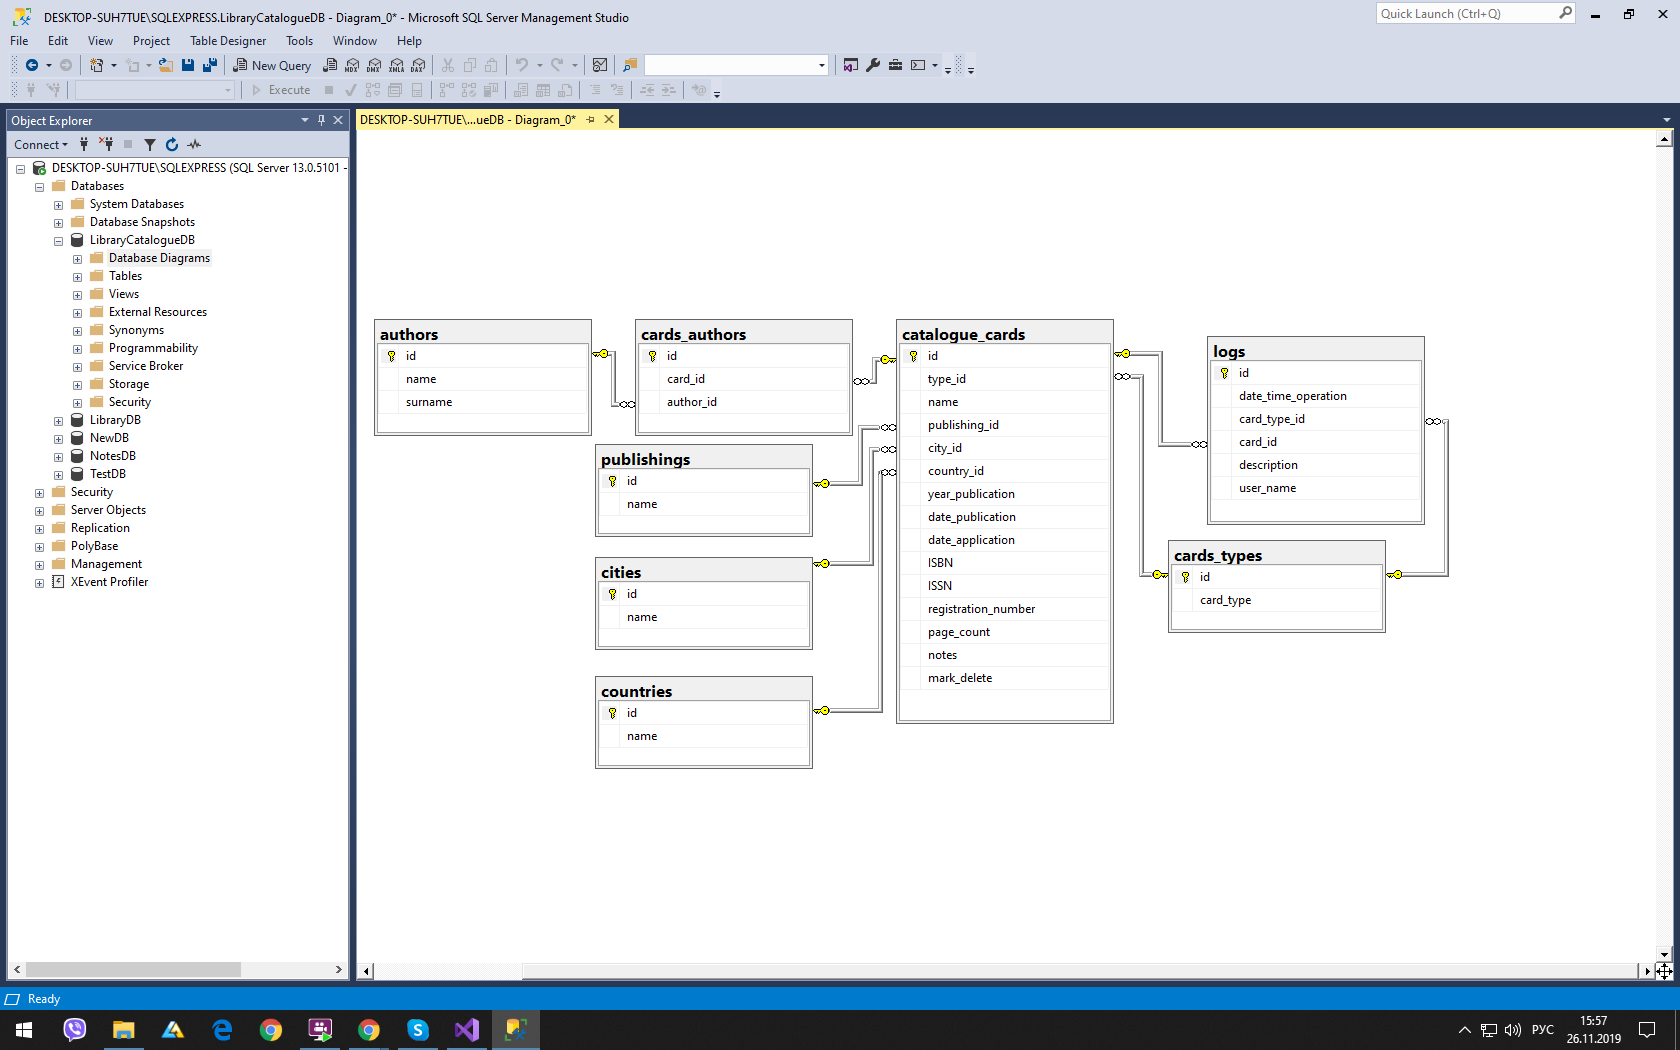 DESKTOP-SUH7TUE\SQLEXPRESS.LibraryCatalogueDB - Diagram_0* - Microsoft SQL Server Management Studio
Quick Launch (Ctrl+Q)
File Edit View Project Table Designer Tools Window Help
New Query
MDX DMX XMLA DAX
Execute
Object Explorer
DESKTOP-SUH7TUE\...ueDB - Diagram_0*
Connect
DESKTOP-SUH7TUE\SQLEXPRESS (SQL Server 13.0.5101 -
Databases
System Databases
Database Snapshots
LibraryCatalogueDB
Database Diagrams
Tables
Views
External Resources
Synonyms
Programmability
Service Broker
Storage
Security
LibraryDB
NewDB
NotesDB
TestDB
Security
Server Objects
Replication
PolyBase
Management
XEvent Profiler
authors
id
name
surname
cards_authors
id
card_id
author_id
publishings
id
name
cities
id
name
countries
id
name
catalogue_cards
id
type_id
name
publishing_id
city_id
country_id
year_publication
date_publication
date_application
ISBN
ISSN
registration_number
page_count
notes
mark_delete
logs
id
date_time_operation
card_type_id
card_id
description
user_name
cards_types
id
card_type
Ready
РУС
15:57
26.11.2019